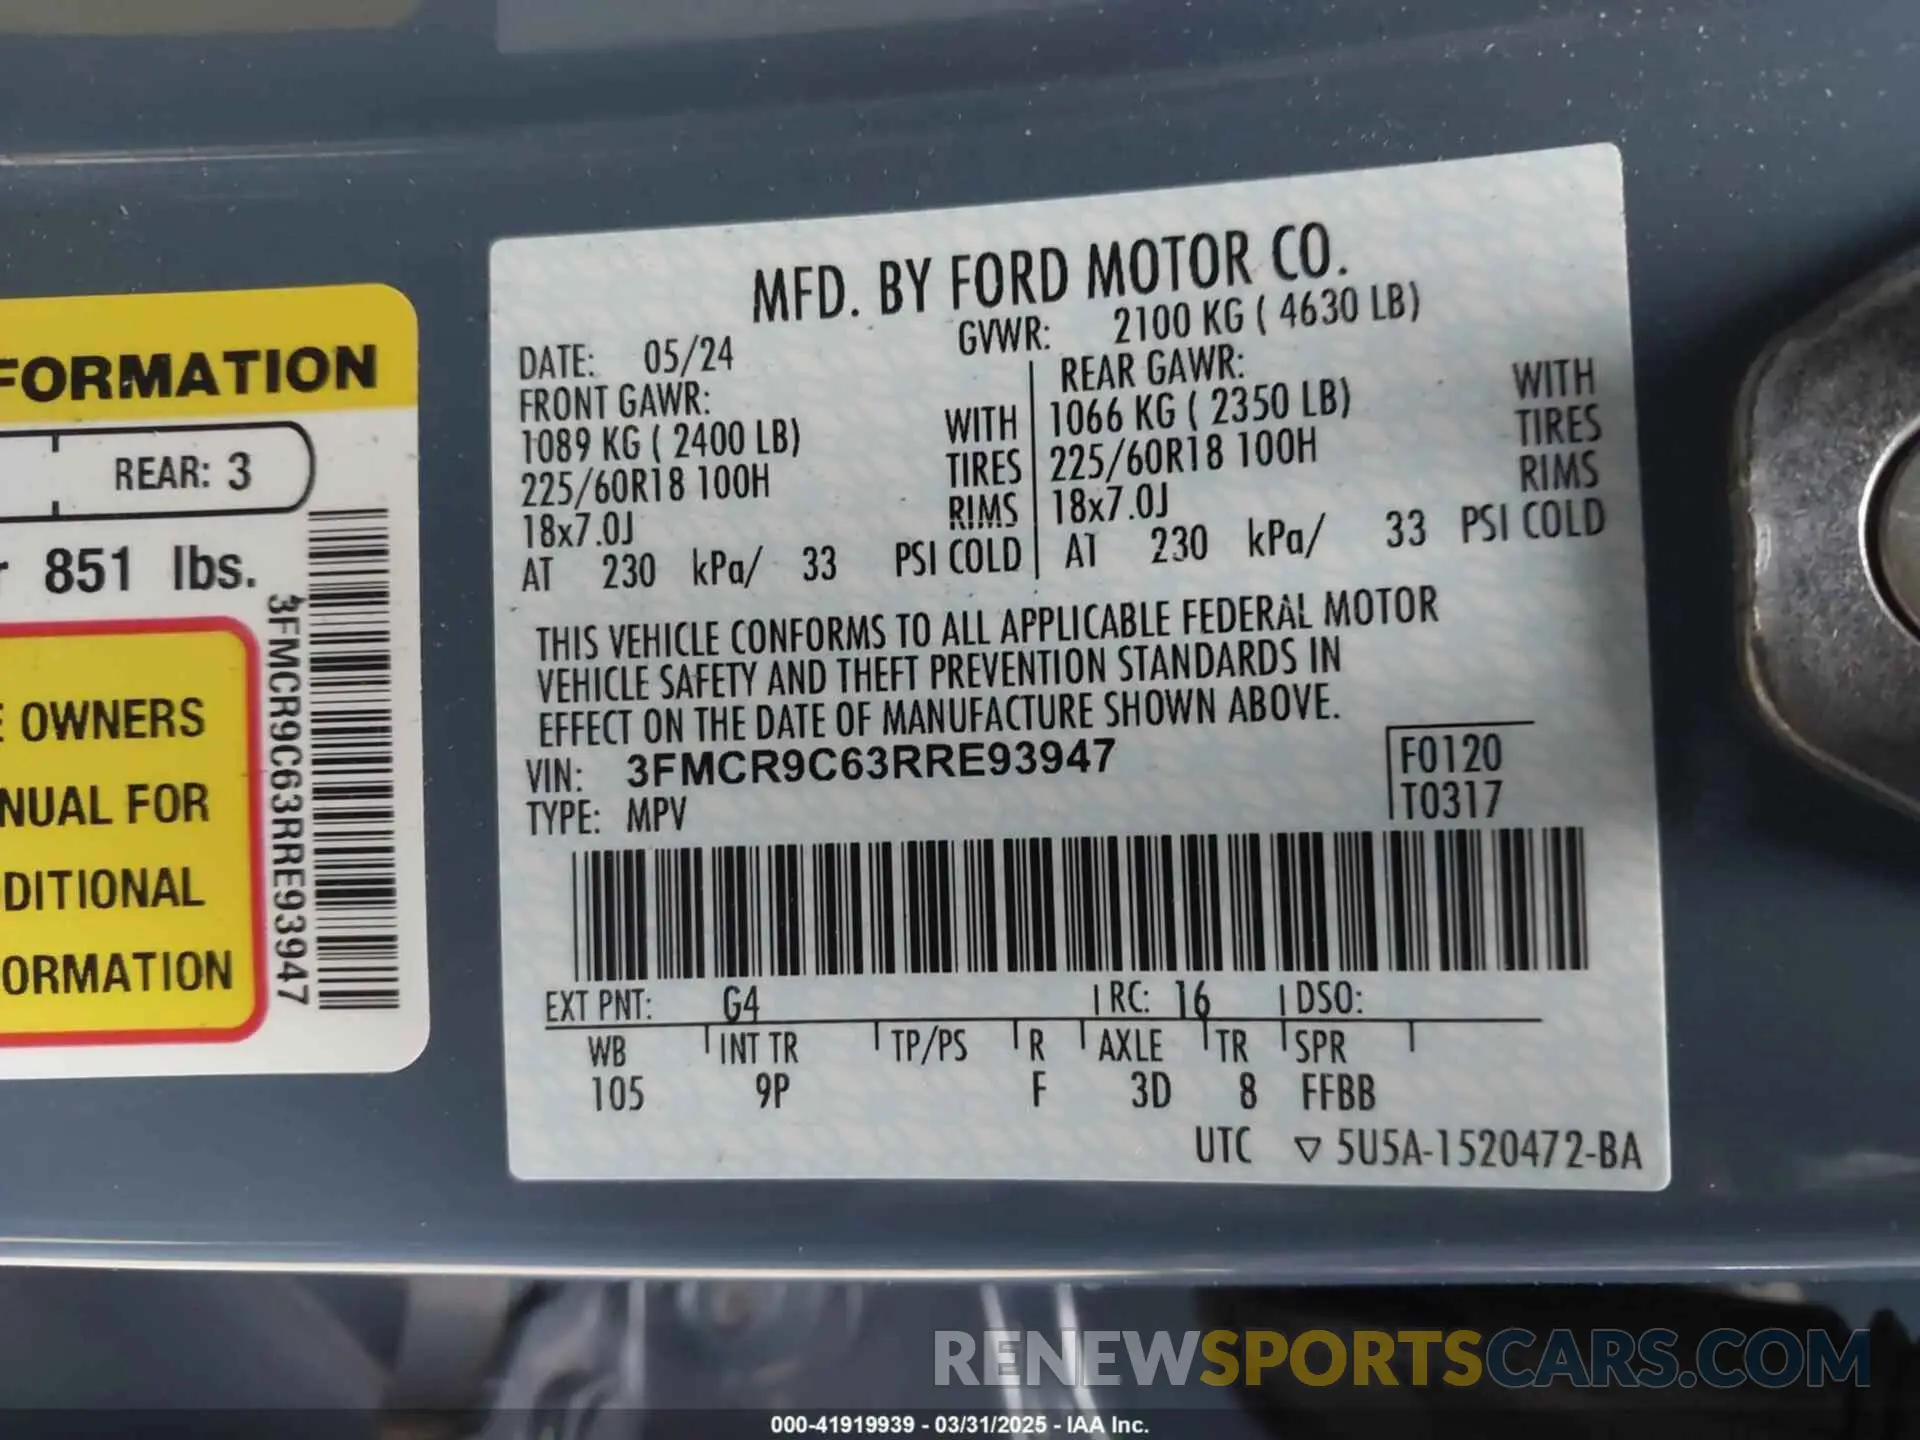 FORMATION
REAR: 3
851 lbs.
OWNERS
NUAL FOR
DITIONAL
ORMATION
3FMCR9C63RRE93947
MFD. BY FORD MOTOR CO.
DATE: 05/24 GVWR: 2100 KG ( 4630 LB)
FRONT GAWR: REAR GAWR: WITH
1089 KG ( 2400 LB) WITH 1066 KG ( 2350 LB) TIRES
225/60R18 100H TIRES 225/60R18 100H RIMS
18x7.0J RIMS 18x7.0J
AT 230 kPa/ 33 PSI COLD AT 230 kPa/ 33 PSI COLD
THIS VEHICLE CONFORMS TO ALL APPLICABLE FEDERAL MOTOR
VEHICLE SAFETY AND THEFT PREVENTION STANDARDS IN
EFFECT ON THE DATE OF MANUFACTURE SHOWN ABOVE.
VIN: 3FMCR9C63RRE93947 F0120
TYPE: MPV T0317
EXT PNT: G4 RC: 16 DSO:
WB INT TR TP/PS R AXLE TR SPR
105 9P F 3D 8 FFBB
UTC ▽ 5U5A-1520472-BA
RENEWSPORTSCARS.COM
000-41919939 - 03/31/2025 - IAA Inc.